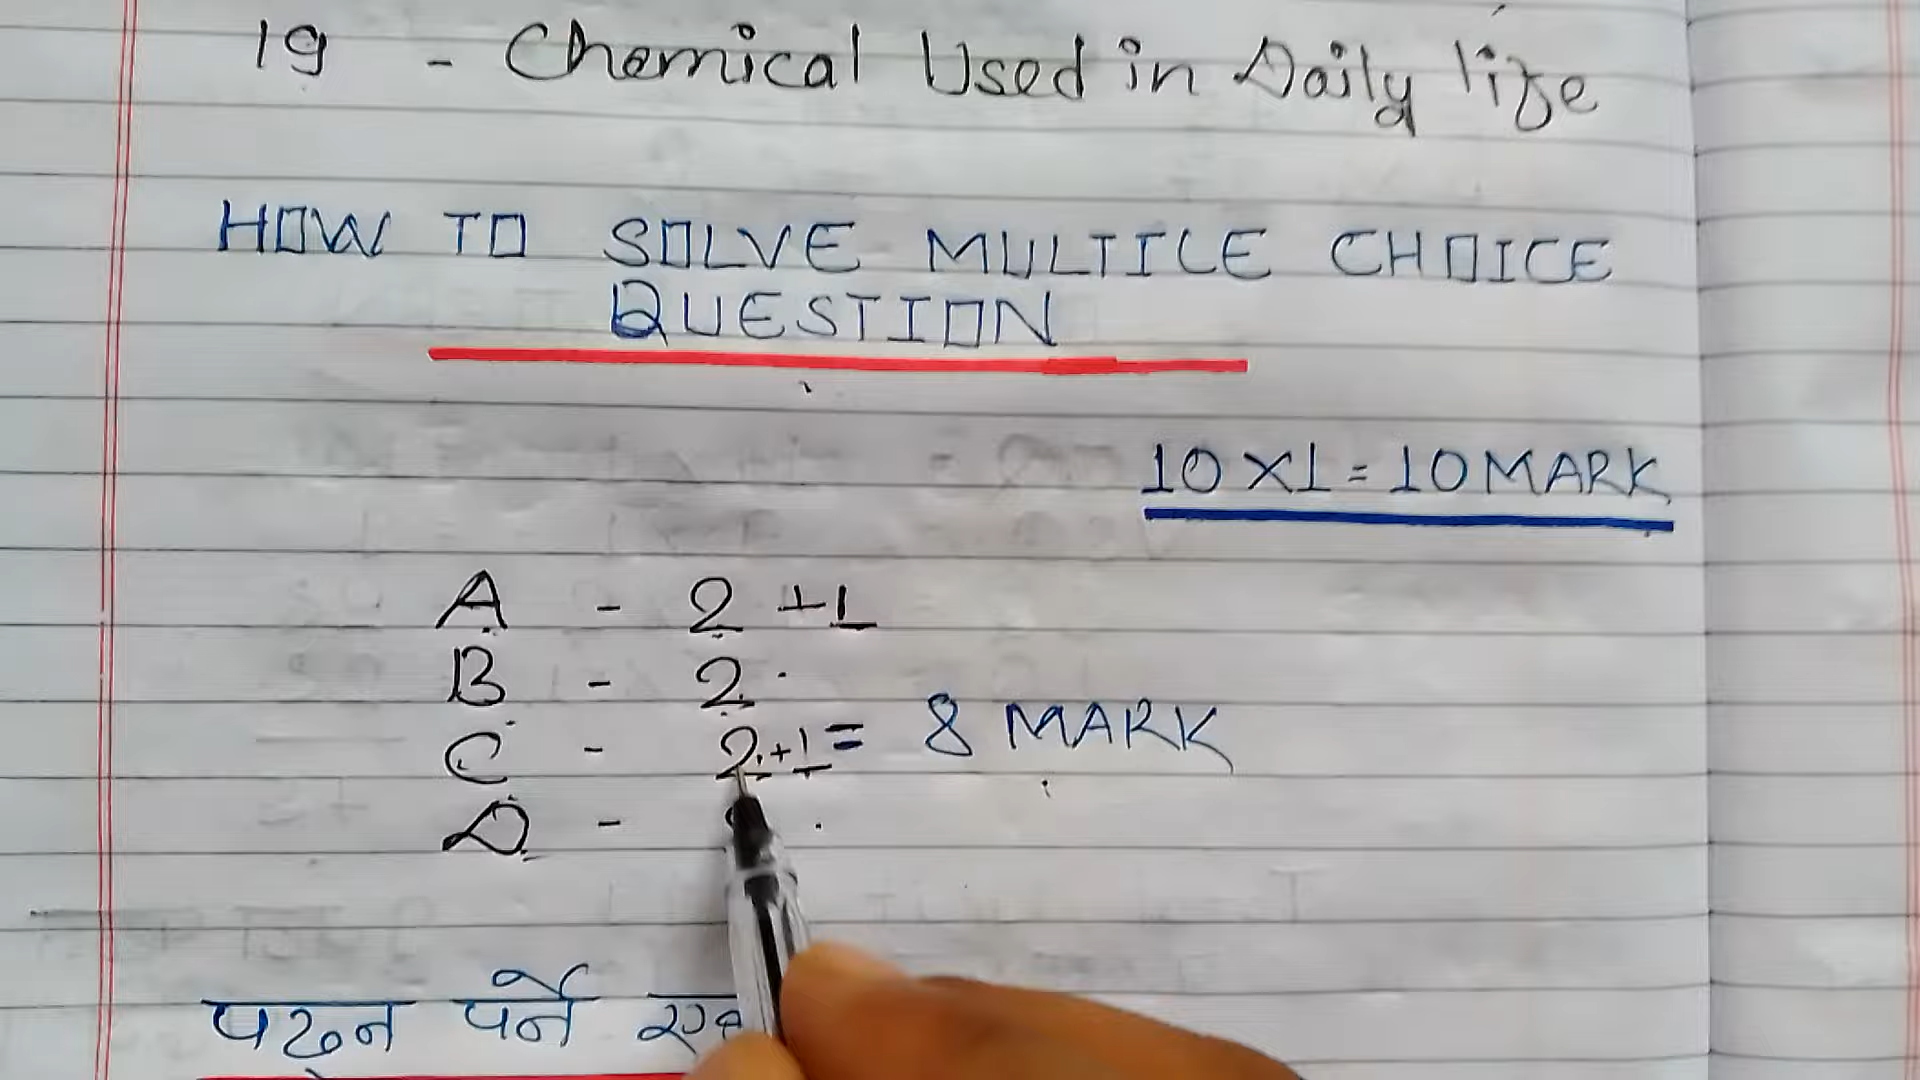 19 - Chemical Used in Daily life
HOW TO SOLVE MULTICE CHOICE
QUESTION
10 X 1 = 10 MARK
A - 2 +1
B - 2
C - 2 +1 = 8 MARK
D -
पढ्न पर्ने